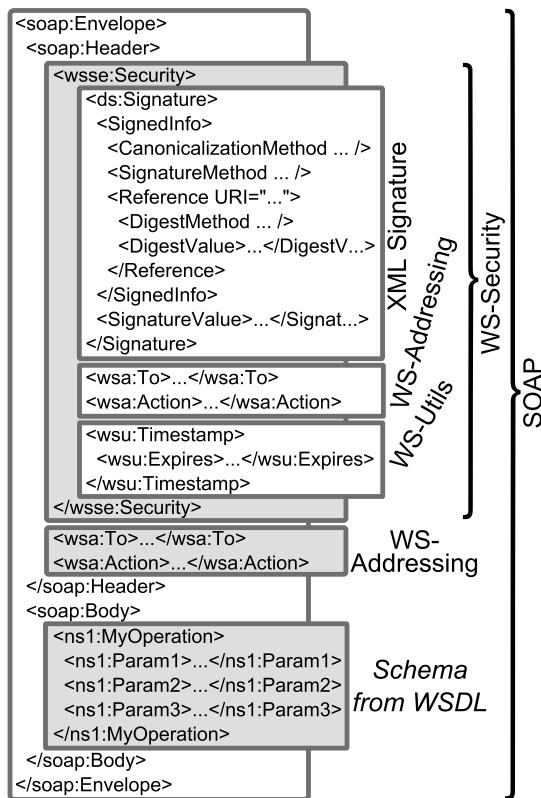 <soap:Envelope>
<soap:Header>
<wsse:Security>
<ds:Signature>
<SignedInfo>
<CanonicalizationMethod ... />
<SignatureMethod ... />
<Reference URI="...">
<DigestMethod ... />
<DigestValue>...</DigestV...>
</Reference>
</SignedInfo>
<SignatureValue>...</Signat...>
</Signature>
<wsa:To>...</wsa:To>
<wsa:Action>...</wsa:Action>
<wsu:Timestamp>
<wsu:Expires>...</wsu:Expires>
</wsu:Timestamp>
</wsse:Security>
<wsa:To>...</wsa:To>
<wsa:Action>...</wsa:Action>
</soap:Header>
<soap:Body>
<ns1:MyOperation>
<ns1:Param1>...</ns1:Param1>
<ns1:Param2>...</ns1:Param2>
<ns1:Param3>...</ns1:Param3>
</ns1:MyOperation>
</soap:Body>
</soap:Envelope>
XML Signature
WS-Addressing
WS-Utils
WS-Security
SOAP
WS-
Addressing
Schema
from WSDL